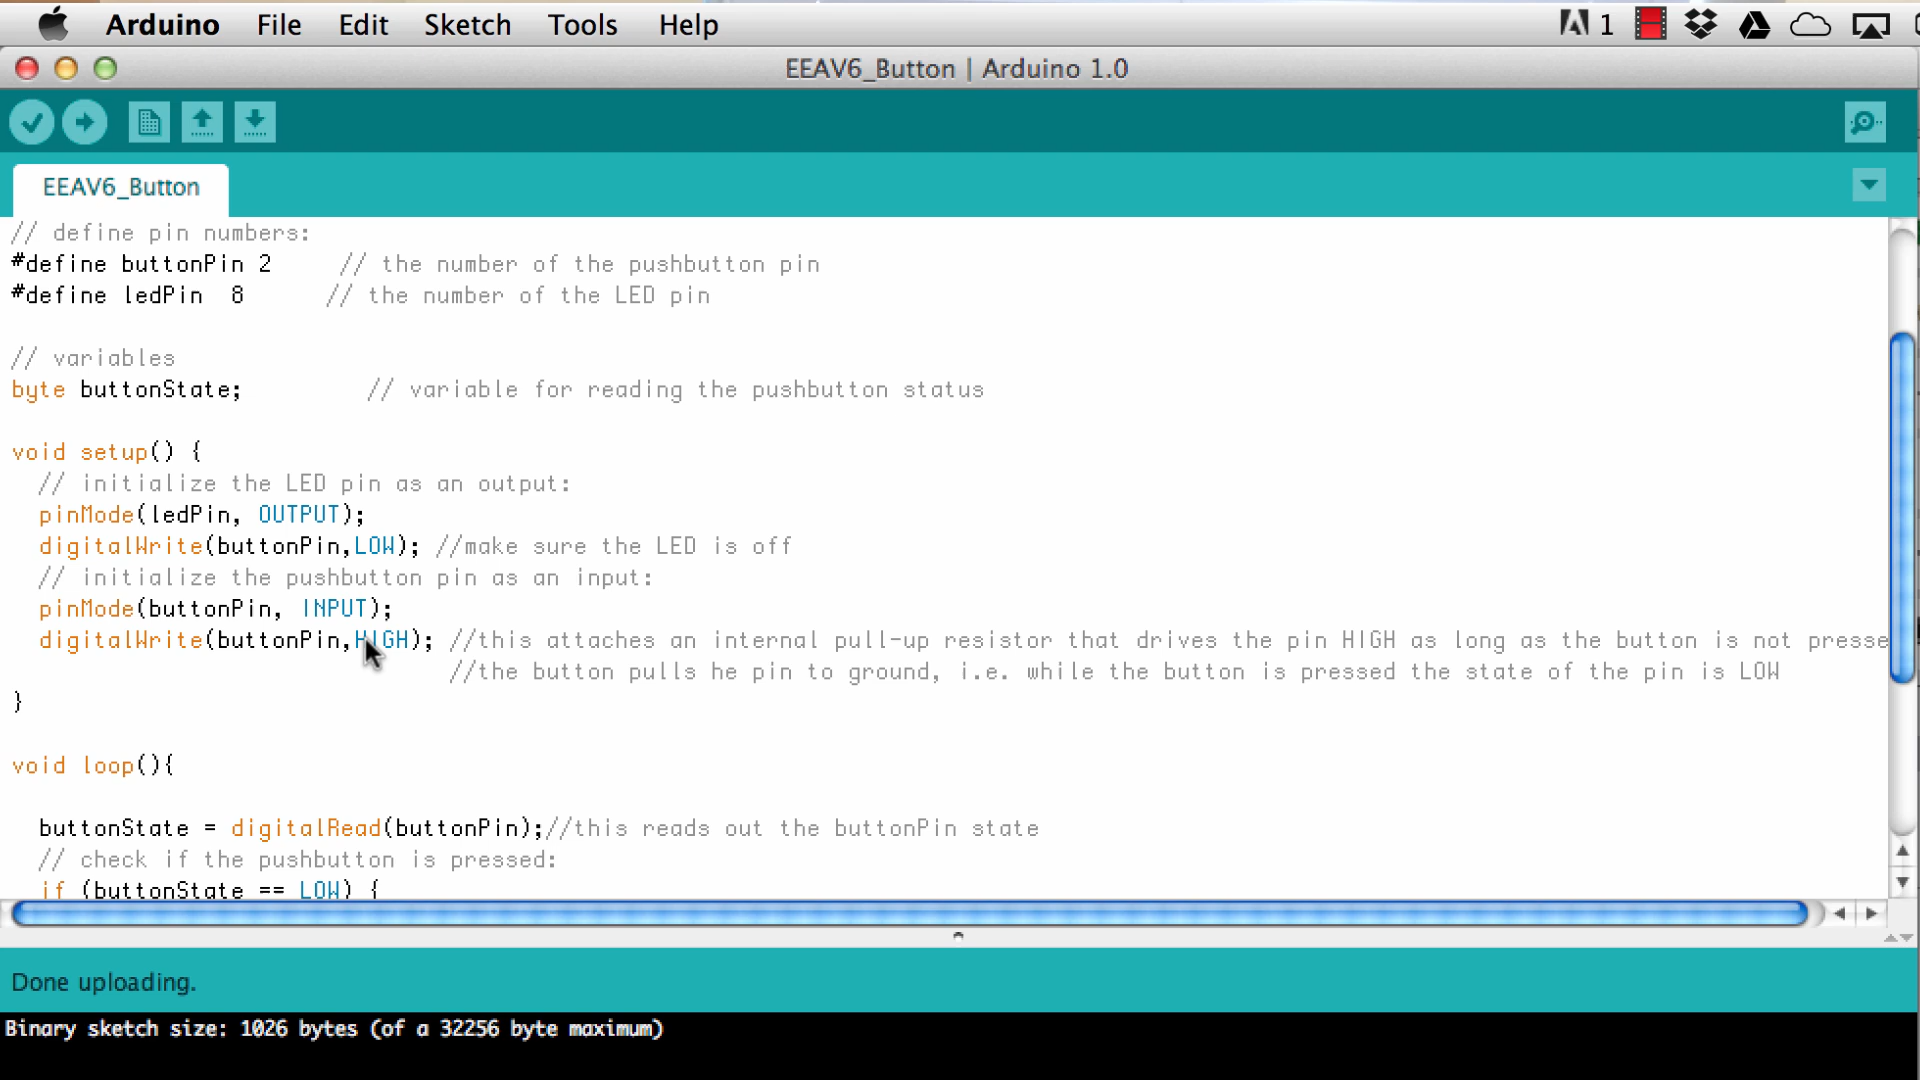 Arduino File Edit Sketch Tools Help 1
EEAV6_Button | Arduino 1.0
EEAV6_Button
// define pin numbers:
#define buttonPin 2 // the number of the pushbutton pin
#define ledPin 8 // the number of the LED pin
// variables
byte buttonState; // variable for reading the pushbutton status
void setup() {
// initialize the LED pin as an output:
pinMode(ledPin, OUTPUT);
digitalWrite(buttonPin,LOW); //make sure the LED is off
// initialize the pushbutton pin as an input:
pinMode(buttonPin, INPUT);
digitalWrite(buttonPin,HIGH); //this attaches an internal pull-up resistor that drives the pin HIGH as long as the button is not presse
//the button pulls he pin to ground, i.e. while the button is pressed the state of the pin is LOW
}
void loop(){
buttonState = digitalRead(buttonPin);//this reads out the buttonPin state
// check if the pushbutton is pressed:
if (buttonState == LOW) {
Done uploading.
Binary sketch size: 1026 bytes (of a 32256 byte maximum)